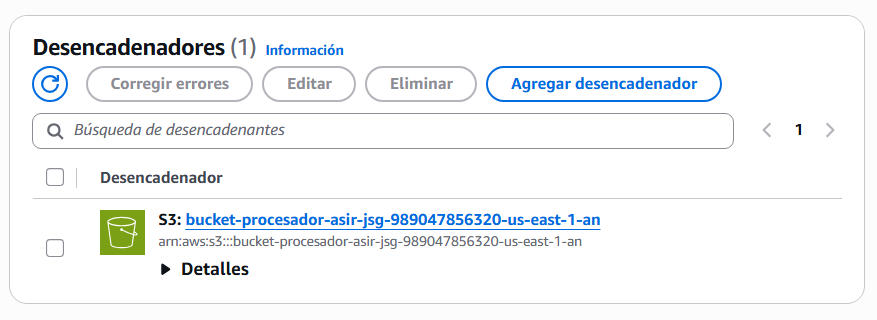 Desencadenadores (1) Información
Corregir errores Editar Eliminar Agregar desencadenador
Búsqueda de desencadenantes 1
Desencadenador
S3: bucket-procesador-asir-jsg-989047856320-us-east-1-an
arn:aws:s3:::bucket-procesador-asir-jsg-989047856320-us-east-1-an
Detalles